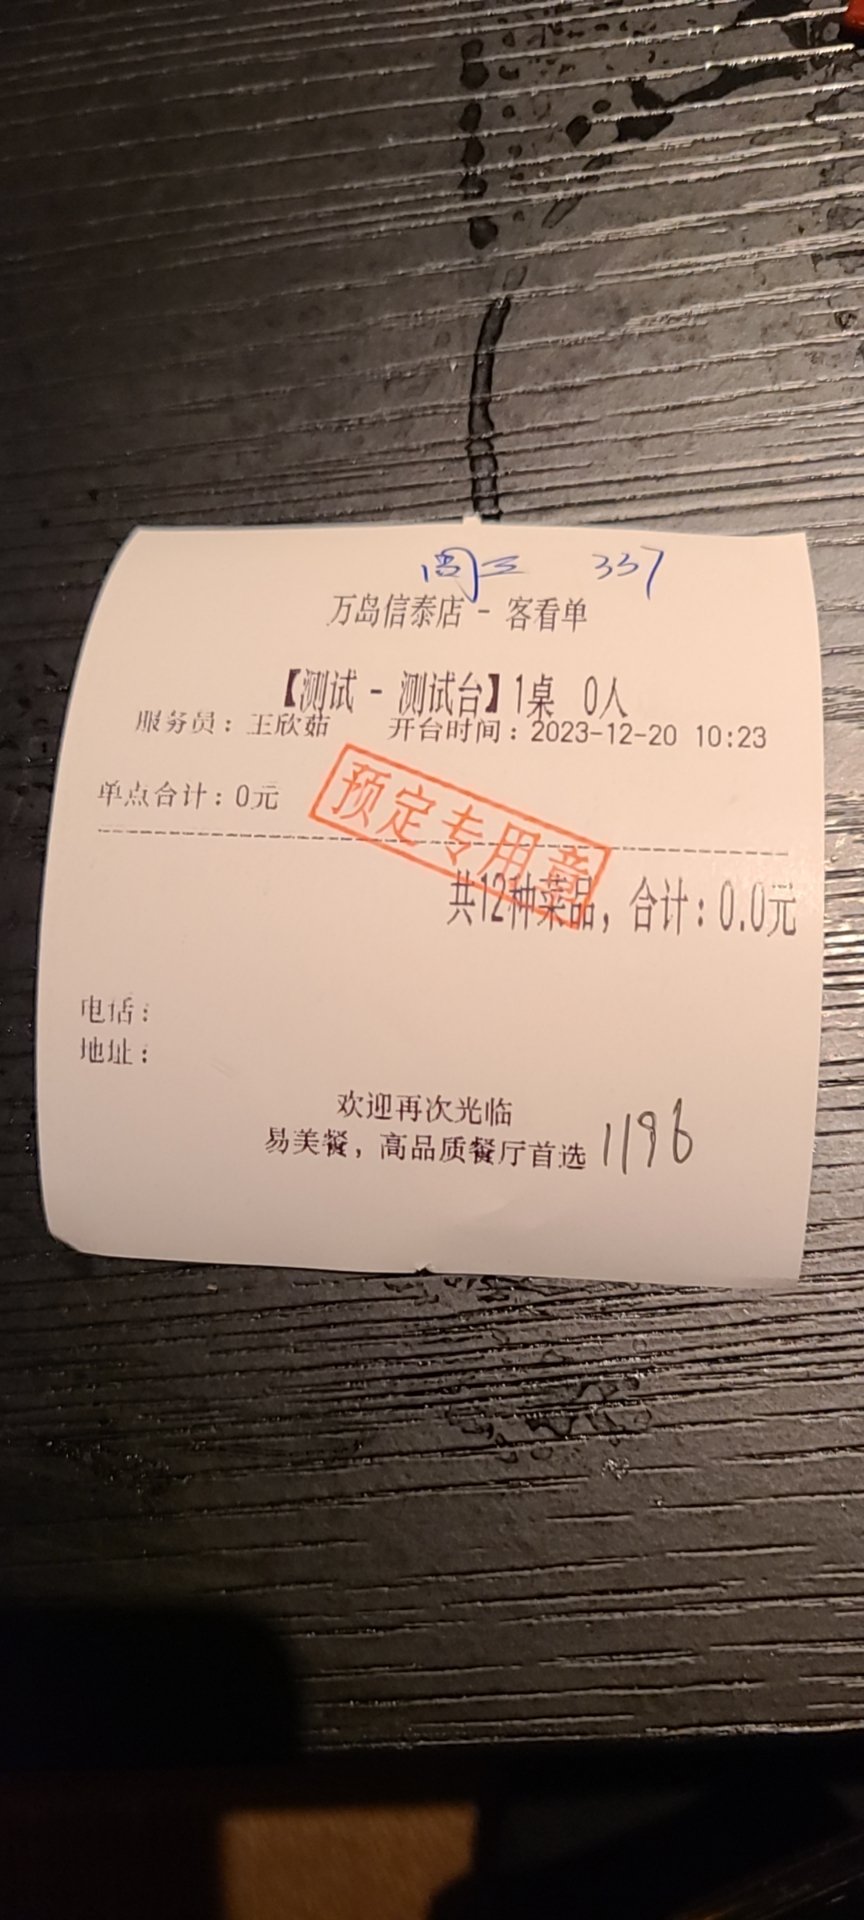 周三 337
万岛信泰店 - 客看单
【测试 - 测试台】1桌 0人
服务员：王欣茹 开台时间：2023-12-20 10:23
单点合计：0元
预定专用章
共12种菜品，合计：0.0元
电话：
地址：
欢迎再次光临
易美餐，高品质餐厅首选
1196